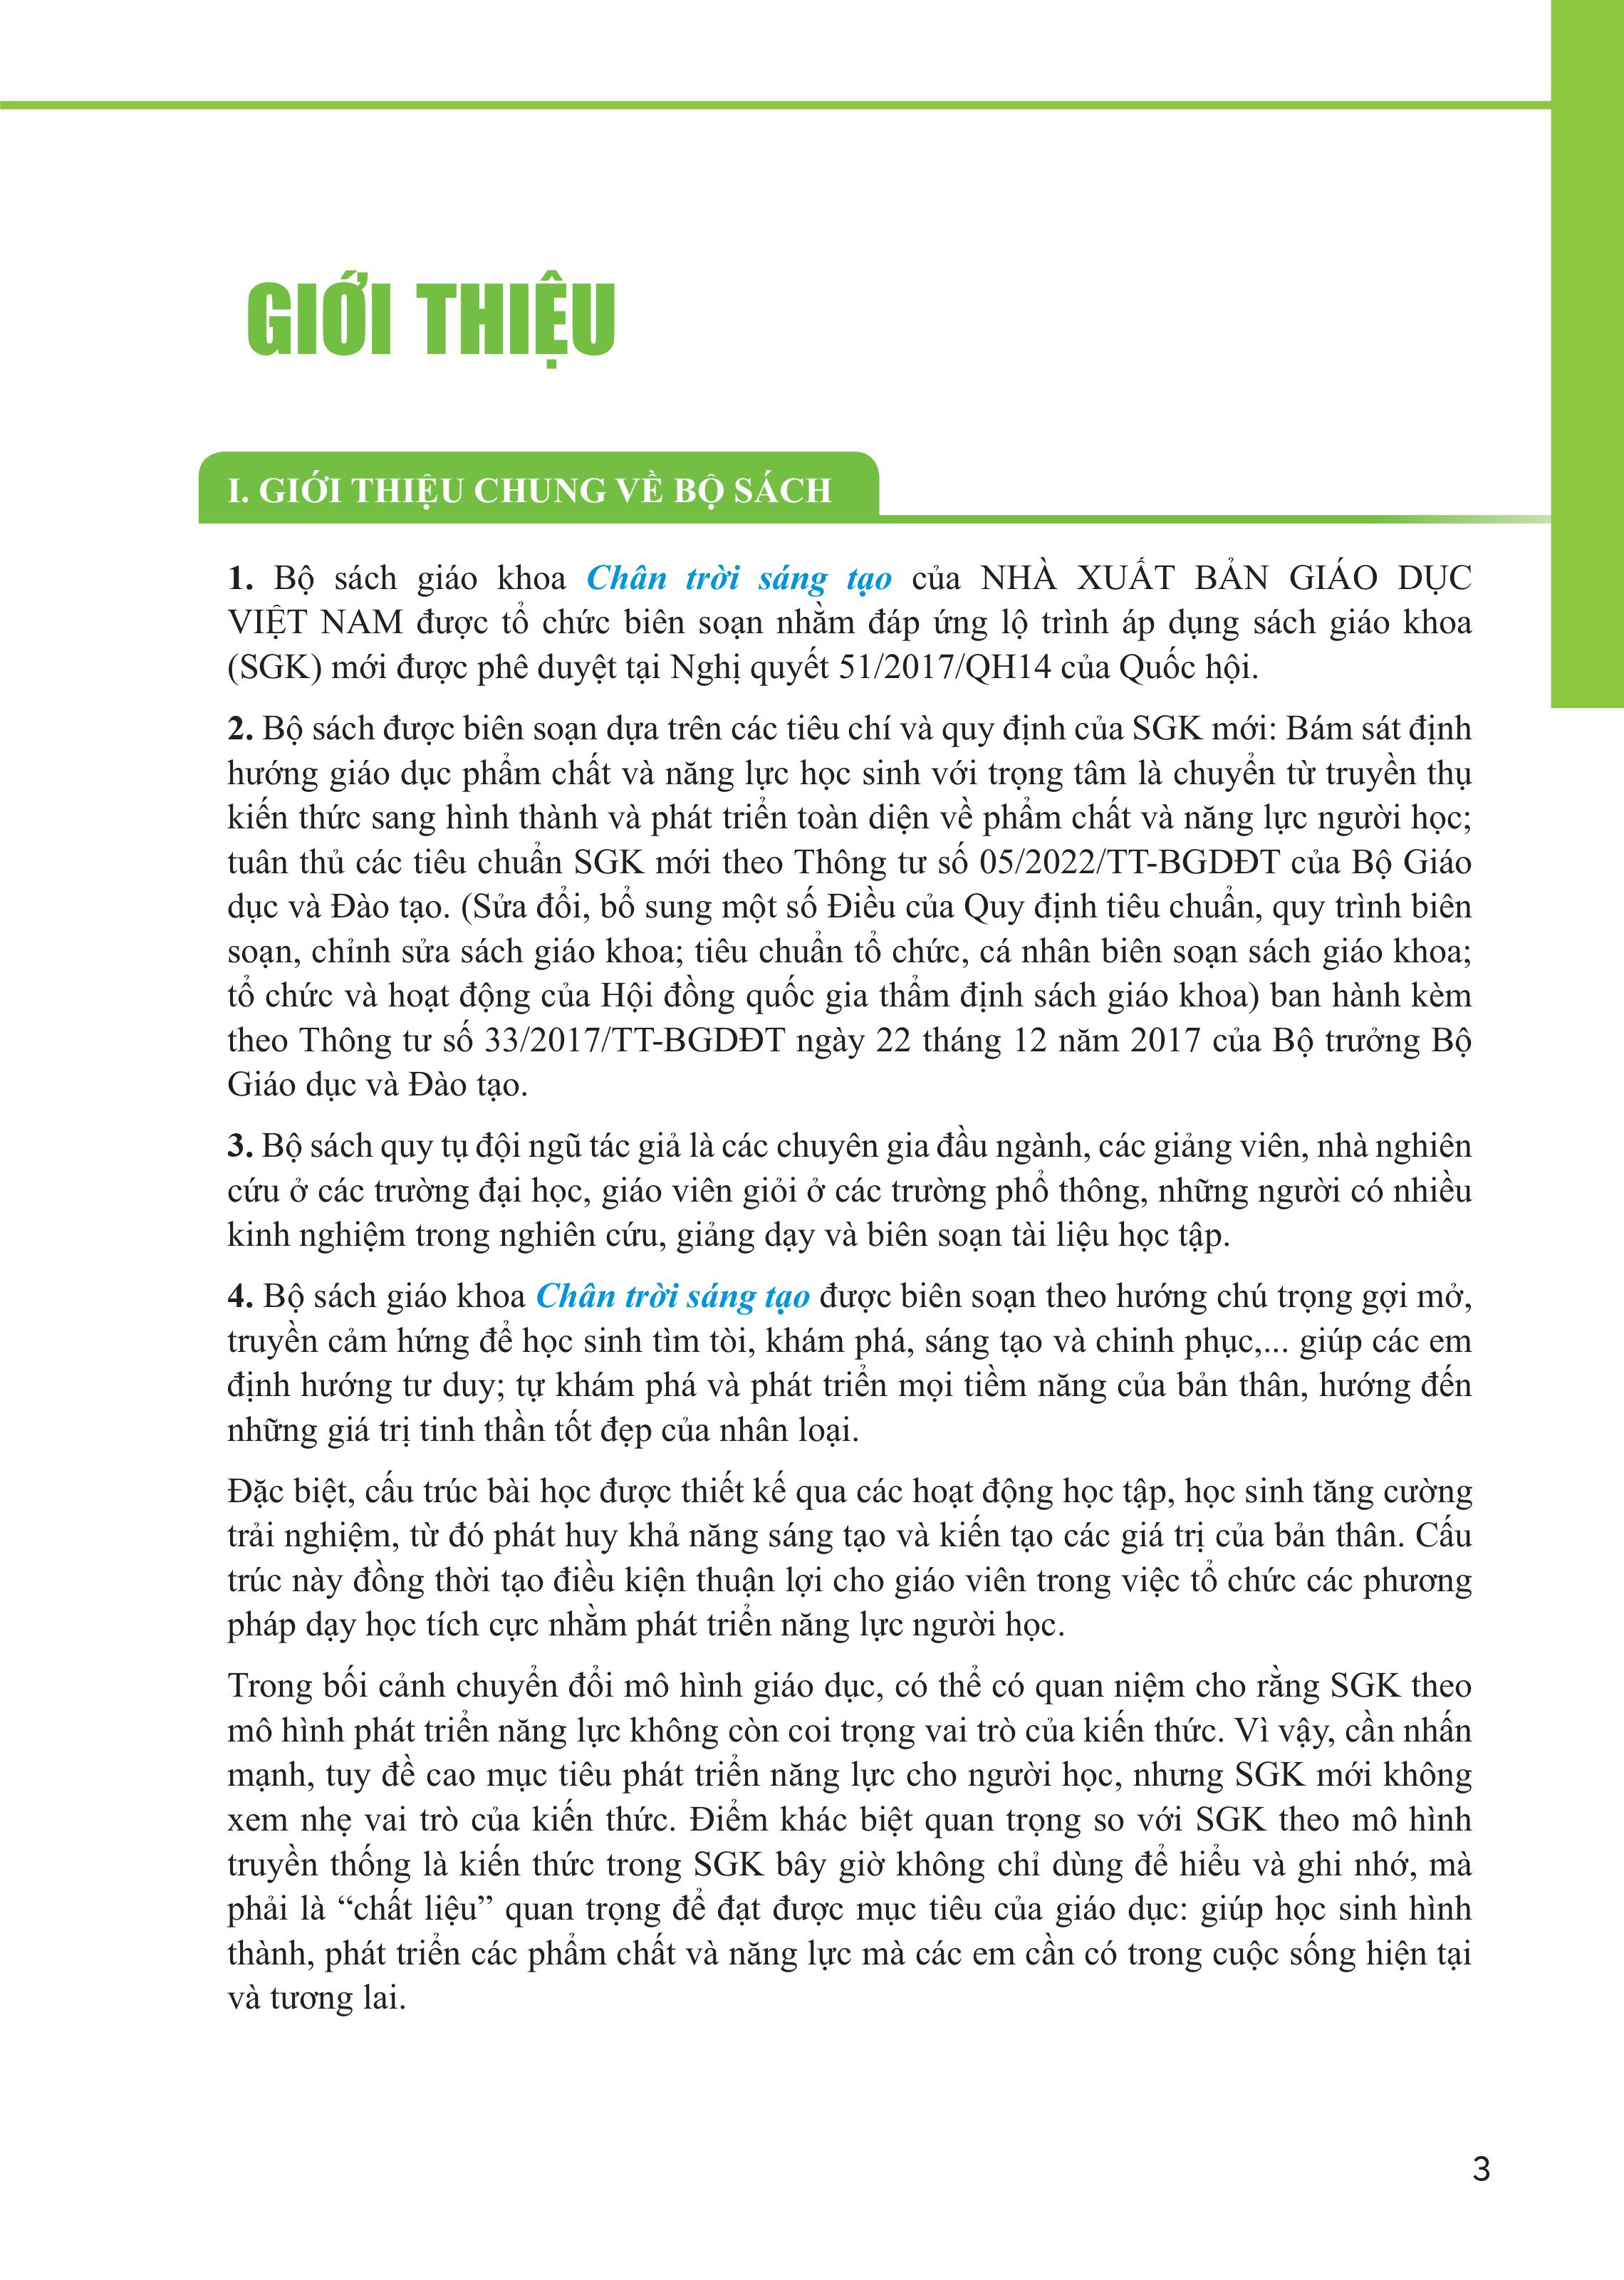 GIỚI THIỆU
I. GIỚI THIỆU CHUNG VỀ BỘ SÁCH
1. Bộ sách giáo khoa Chân trời sáng tạo của NHÀ XUẤT BẢN GIÁO DỤC
VIỆT NAM được tổ chức biên soạn nhằm đáp ứng lộ trình áp dụng sách giáo khoa
(SGK) mới được phê duyệt tại Nghị quyết 51/2017/QH14 của Quốc hội.
2. Bộ sách được biên soạn dựa trên các tiêu chí và quy định của SGK mới: Bám sát định
hướng giáo dục phẩm chất và năng lực học sinh với trọng tâm là chuyển từ truyền thụ
kiến thức sang hình thành và phát triển toàn diện về phẩm chất và năng lực người học;
tuân thủ các tiêu chuẩn SGK mới theo Thông tư số 05/2022/TT-BGDĐT của Bộ Giáo
dục và Đào tạo. (Sửa đổi, bổ sung một số Điều của Quy định tiêu chuẩn, quy trình biên
soạn, chỉnh sửa sách giáo khoa; tiêu chuẩn tổ chức, cá nhân biên soạn sách giáo khoa;
tổ chức và hoạt động của Hội đồng quốc gia thẩm định sách giáo khoa) ban hành kèm
theo Thông tư số 33/2017/TT-BGDĐT ngày 22 tháng 12 năm 2017 của Bộ trưởng Bộ
Giáo dục và Đào tạo.
3. Bộ sách quy tụ đội ngũ tác giả là các chuyên gia đầu ngành, các giảng viên, nhà nghiên
cứu ở các trường đại học, giáo viên giỏi ở các trường phổ thông, những người có nhiều
kinh nghiệm trong nghiên cứu, giảng dạy và biên soạn tài liệu học tập.
4. Bộ sách giáo khoa Chân trời sáng tạo được biên soạn theo hướng chú trọng gợi mở,
truyền cảm hứng để học sinh tìm tòi, khám phá, sáng tạo và chinh phục,... giúp các em
định hướng tư duy; tự khám phá và phát triển mọi tiềm năng của bản thân, hướng đến
những giá trị tinh thần tốt đẹp của nhân loại.
Đặc biệt, cấu trúc bài học được thiết kế qua các hoạt động học tập, học sinh tăng cường
trải nghiệm, từ đó phát huy khả năng sáng tạo và kiến tạo các giá trị của bản thân. Cấu
trúc này đồng thời tạo điều kiện thuận lợi cho giáo viên trong việc tổ chức các phương
pháp dạy học tích cực nhằm phát triển năng lực người học.
Trong bối cảnh chuyển đổi mô hình giáo dục, có thể có quan niệm cho rằng SGK theo
mô hình phát triển năng lực không còn coi trọng vai trò của kiến thức. Vì vậy, cần nhấn
mạnh, tuy đề cao mục tiêu phát triển năng lực cho người học, nhưng SGK mới không
xem nhẹ vai trò của kiến thức. Điểm khác biệt quan trọng so với SGK theo mô hình
truyền thống là kiến thức trong SGK bây giờ không chỉ dùng để hiểu và ghi nhớ, mà
phải là “chất liệu” quan trọng để đạt được mục tiêu của giáo dục: giúp học sinh hình
thành, phát triển các phẩm chất và năng lực mà các em cần có trong cuộc sống hiện tại
và tương lai.
3